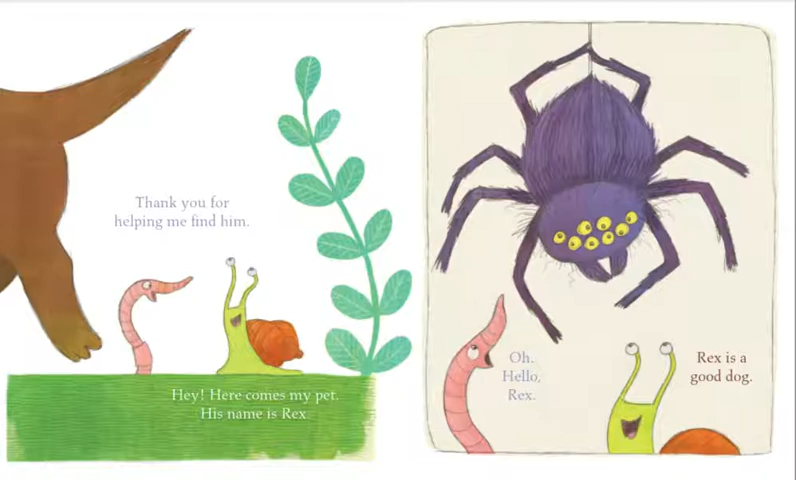 Thank you for
helping me find him.
Hey! Here comes my pet.
His name is Rex
Oh.
Hello,
Rex.
Rex is a
good dog.